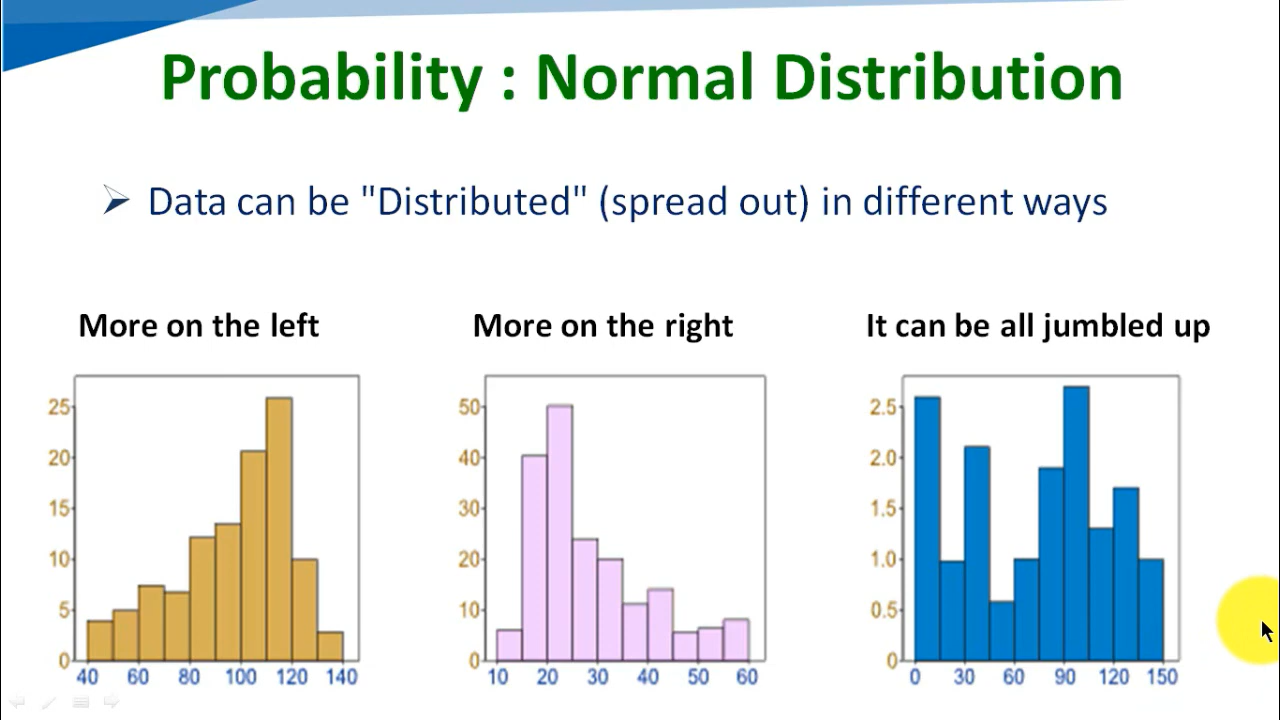 Probability : Normal Distribution
Data can be "Distributed" (spread out) in different ways
More on the left
More on the right
It can be all jumbled up
25
20
15
10
5
0
40 60 80 100 120 140
50
40
30
20
10
0
10 20 30 40 50 60
2.5
2.0
1.5
1.0
0.5
0
0 30 60 90 120 150